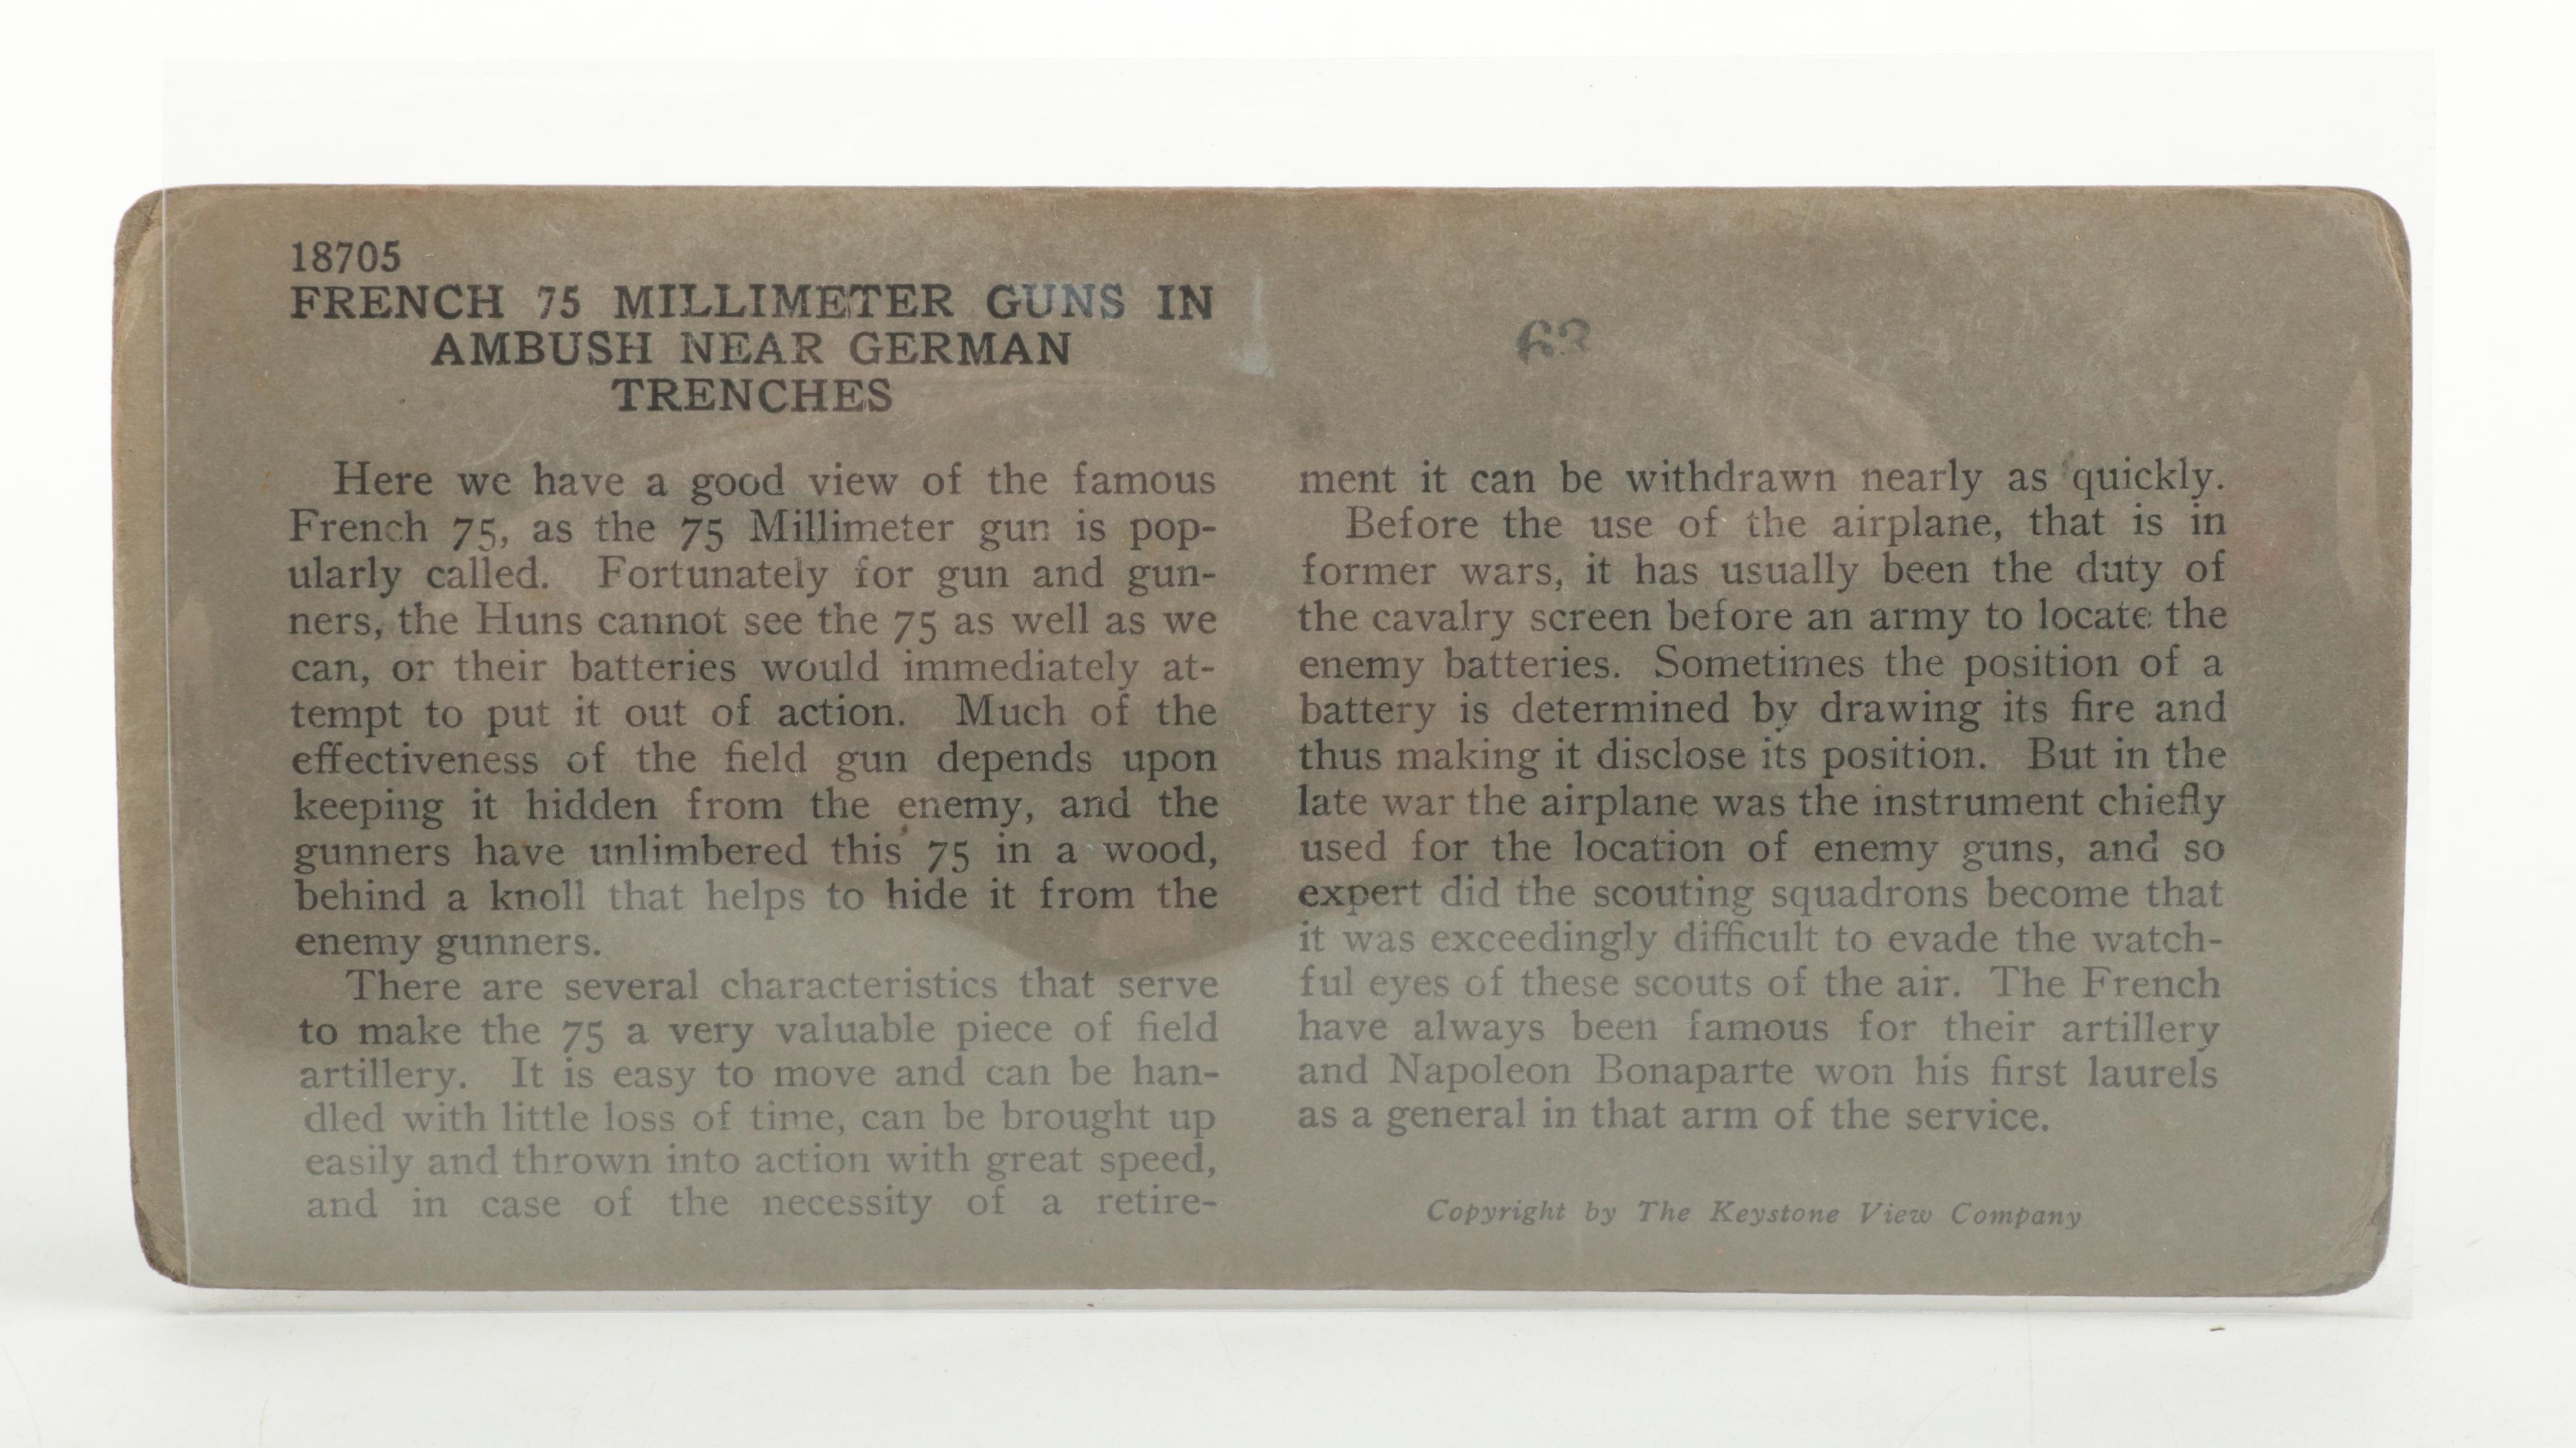 18705
FRENCH 75 MILLIMETER GUNS IN
AMBUSH NEAR GERMAN
TRENCHES
Here we have a good view of the famous
French 75, as the 75 Millimeter gun is pop-
ularly called. Fortunately for gun and gun-
ners, the Huns cannot see the 75 as well as we
can, or their batteries would immediately at-
tempt to put it out of action. Much of the
effectiveness of the field gun depends upon
keeping it hidden from the enemy, and the
gunners have unlimbered this 75 in a wood,
behind a knoll that helps to hide it from the
enemy gunners.
There are several characteristics that serve
to make the 75 a very valuable piece of field
artillery. It is easy to move and can be han-
dled with little loss of time, can be brought up
easily and thrown into action with great speed,
and in case of the necessity of a retire-
63
ment it can be withdrawn nearly as quickly.
Before the use of the airplane, that is in
former wars, it has usually been the duty of
the cavalry screen before an army to locate the
enemy batteries. Sometimes the position of a
battery is determined by drawing its fire and
thus making it disclose its position. But in the
late war the airplane was the instrument chiefly
used for the location of enemy guns, and so
expert did the scouting squadrons become that
it was exceedingly difficult to evade the watch-
ful eyes of these scouts of the air. The French
have always been famous for their artillery
and Napoleon Bonaparte won his first laurels
as a general in that arm of the service.
Copyright by The Keystone View Company